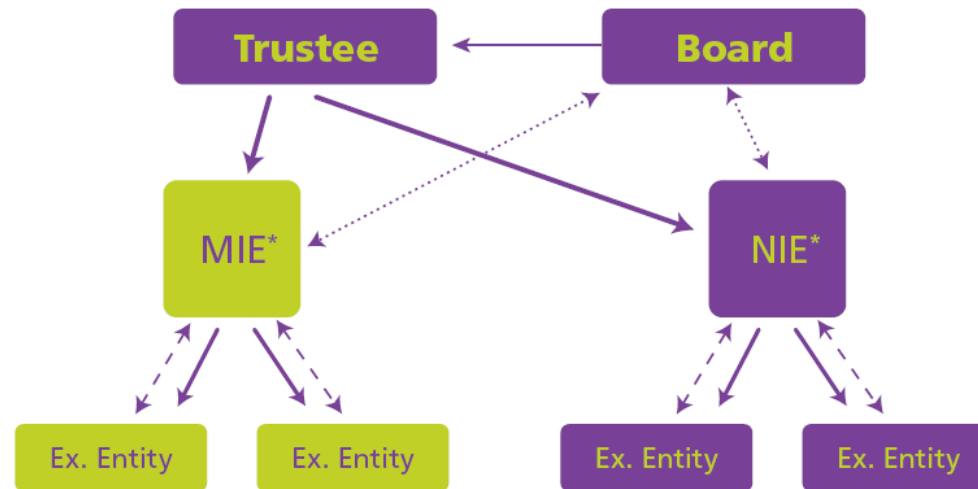 Trustee
Board
MIE*
NIE*
Ex. Entity
Ex. Entity
Ex. Entity
Ex. Entity